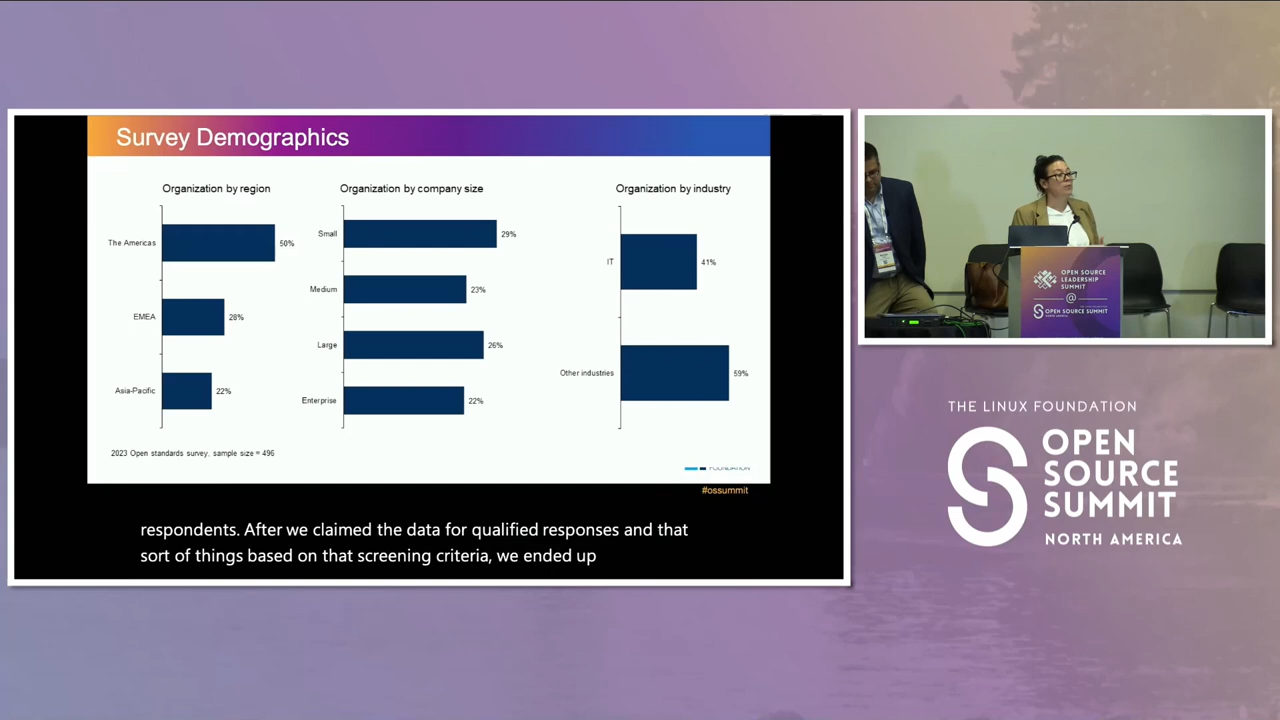 Survey Demographics
Organization by region
The Americas
50%
EMEA
28%
Asia-Pacific
22%
Organization by company size
Small
29%
Medium
23%
Large
26%
Enterprise
22%
Organization by industry
IT
41%
Other industries
59%
2023 Open standards survey, sample size = 496
FOUNDATION
#ossummit
respondents. After we claimed the data for qualified responses and that
sort of things based on that screening criteria, we ended up
OPEN SOURCE
LEADERSHIP
SUMMIT
@
OPEN SOURCE SUMMIT
NORTH AMERICA
THE LINUX FOUNDATION
OPEN
SOURCE
SUMMIT
NORTH AMERICA